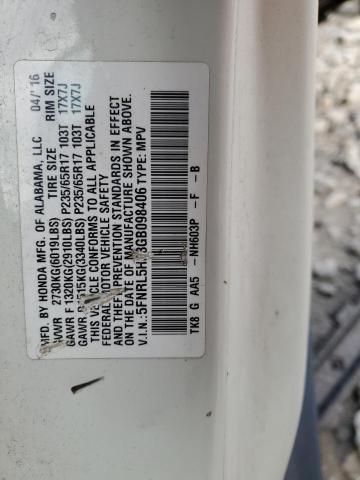 MFD. BY HONDA MFG. OF ALABAMA, LLC 04/'16
GVWR 2730KG(6019LBS) TIRE SIZE RIM SIZE
GAWR F 1320KG(2910LBS) P235/65R17 103T 17X7J
GAWR R 1515KG(3340LBS) P235/65R17 103T 17X7J
THIS VEHICLE CONFORMS TO ALL APPLICABLE
FEDERAL MOTOR VEHICLE SAFETY, BUMPER,
AND THEFT PREVENTION STANDARDS IN EFFECT
ON THE DATE OF MANUFACTURE SHOWN ABOVE.
V.I.N.: GB098406 TYPE: MPV
TK8 G AA5 -NH603P -F -B